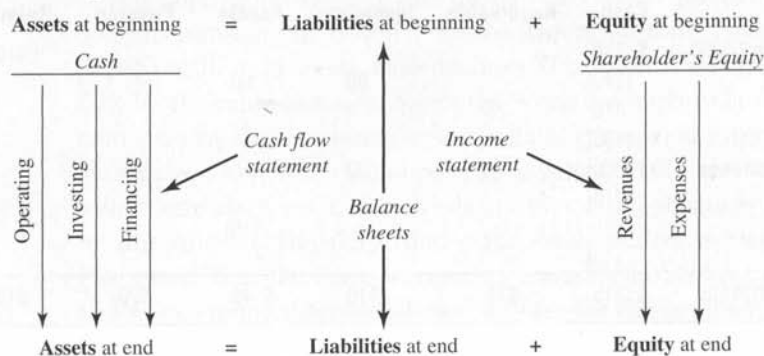 Assets at beginning = Liabilities at beginning + Equity at beginning
Cash
Shareholder's Equity
Operating
Investing
Financing
Cash flow
statement
Income
statement
Balance
sheets
Revenues
Expenses
Assets at end = Liabilities at end + Equity at end